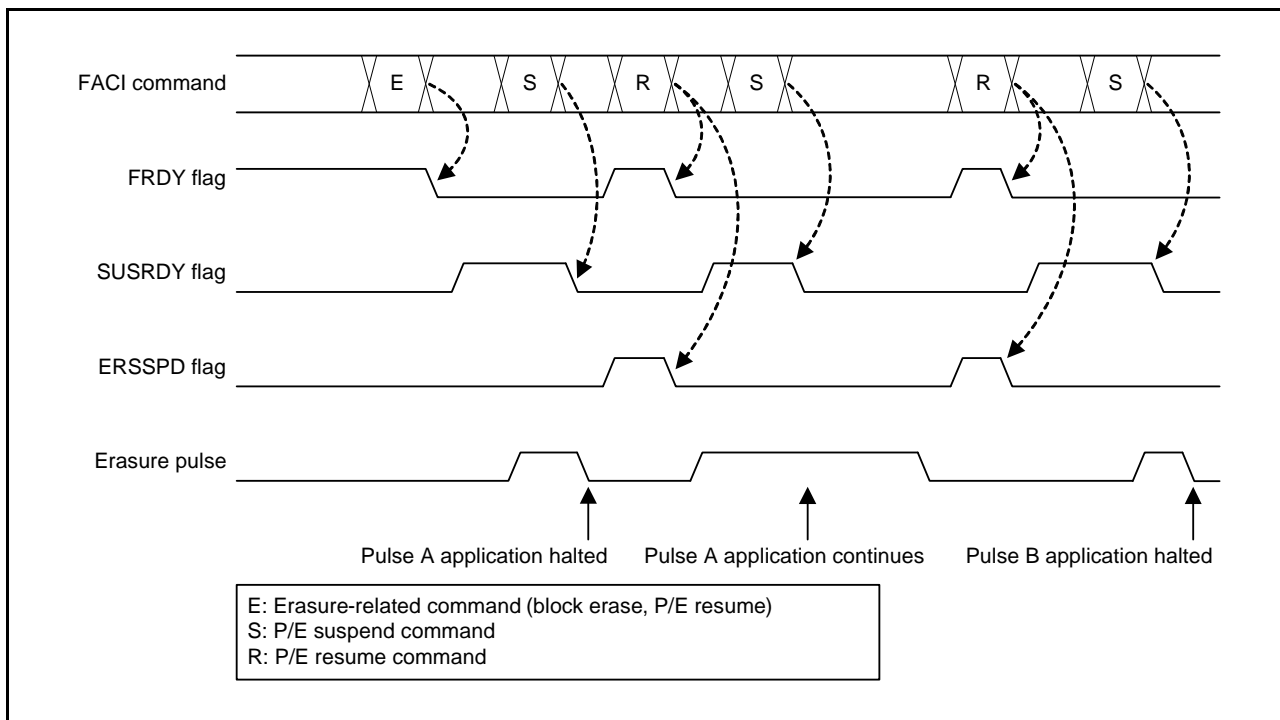 FACI command
E
S
R
S
R
S
FRDY flag
SUSRDY flag
ERSSPD flag
Erasure pulse
Pulse A application halted
Pulse A application continues
Pulse B application halted
E: Erasure-related command (block erase, P/E resume)
S: P/E suspend command
R: P/E resume command